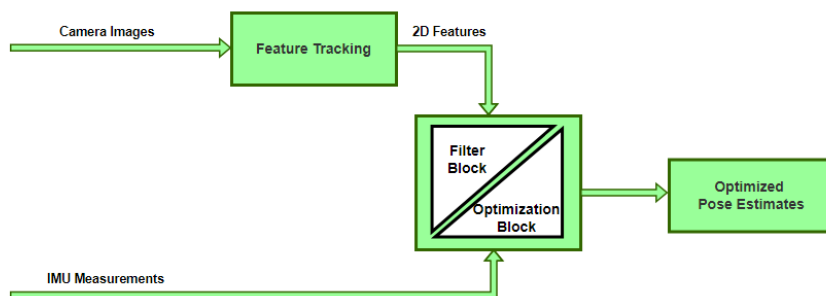 Camera Images
Feature Tracking
2D Features
Filter
Block
Optimization
Block
Optimized
Pose Estimates
IMU Measurements